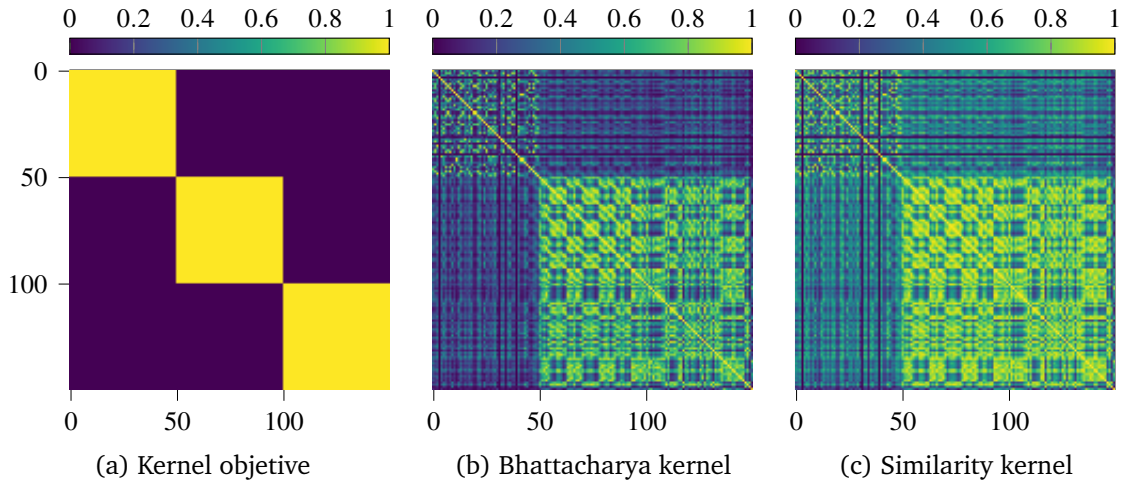 0 0.2 0.4 0.6 0.8 1 0 0.2 0.4 0.6 0.8 1 0 0.2 0.4 0.6 0.8 1
0
50
100
0 50 100 0 50 100 0 50 100
(a) Kernel objetive (b) Bhattacharya kernel (c) Similarity kernel